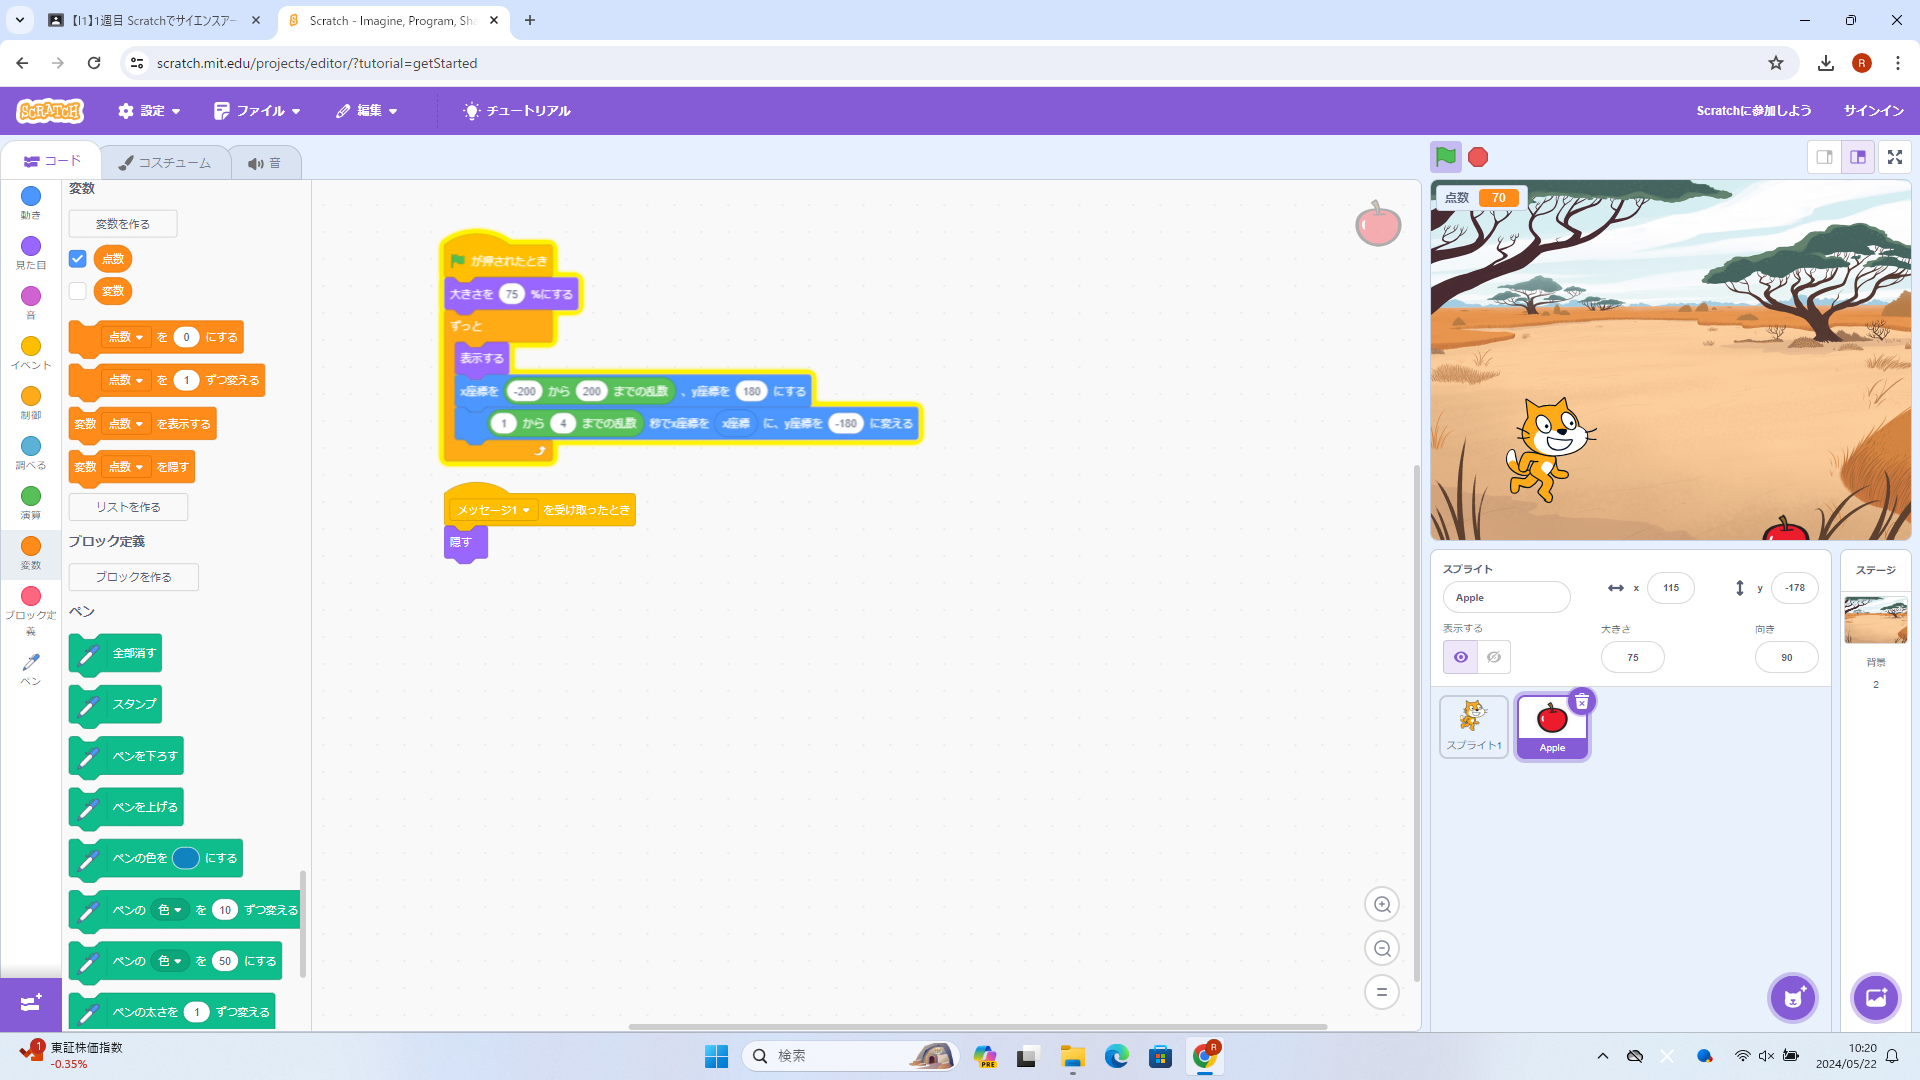 【I1】1週目 Scratchでサイエンスアー
Scratch - Imagine, Program, Sha
scratch.mit.edu/projects/editor/?tutorial=getStarted
R
SCRATCH
設定
ファイル
編集
チュートリアル
Scratchに参加しよう
サインイン
コード
コスチューム
音
動き
見た目
音
イベント
制御
調べる
演算
変数
ブロック定義
ペン
変数
変数を作る
点数
変数
点数 を 0 にする
点数 を 1 ずつ変える
変数 点数 を表示する
変数 点数 を隠す
リストを作る
ブロック定義
ブロックを作る
ペン
全部消す
スタンプ
ペンを下ろす
ペンを上げる
ペンの色を にする
ペンの 色 を 10 ずつ変える
ペンの 色 を 50 にする
ペンの太さを 1 ずつ変える
が押されたとき
大きさを 75 %にする
ずっと
表示する
x座標を -200 から 200 までの乱数 、y座標を 180 にする
1 から 4 までの乱数 秒でx座標を x座標 に、y座標を -180 に変える
メッセージ1 を受け取ったとき
隠す
点数 70
スプライト
Apple
x 115
y -178
表示する
大きさ
75
向き
90
スプライト1
Apple
ステージ
背景
2
1
東証株価指数
-0.35%
検索
PRE
R
10:20
2024/05/22